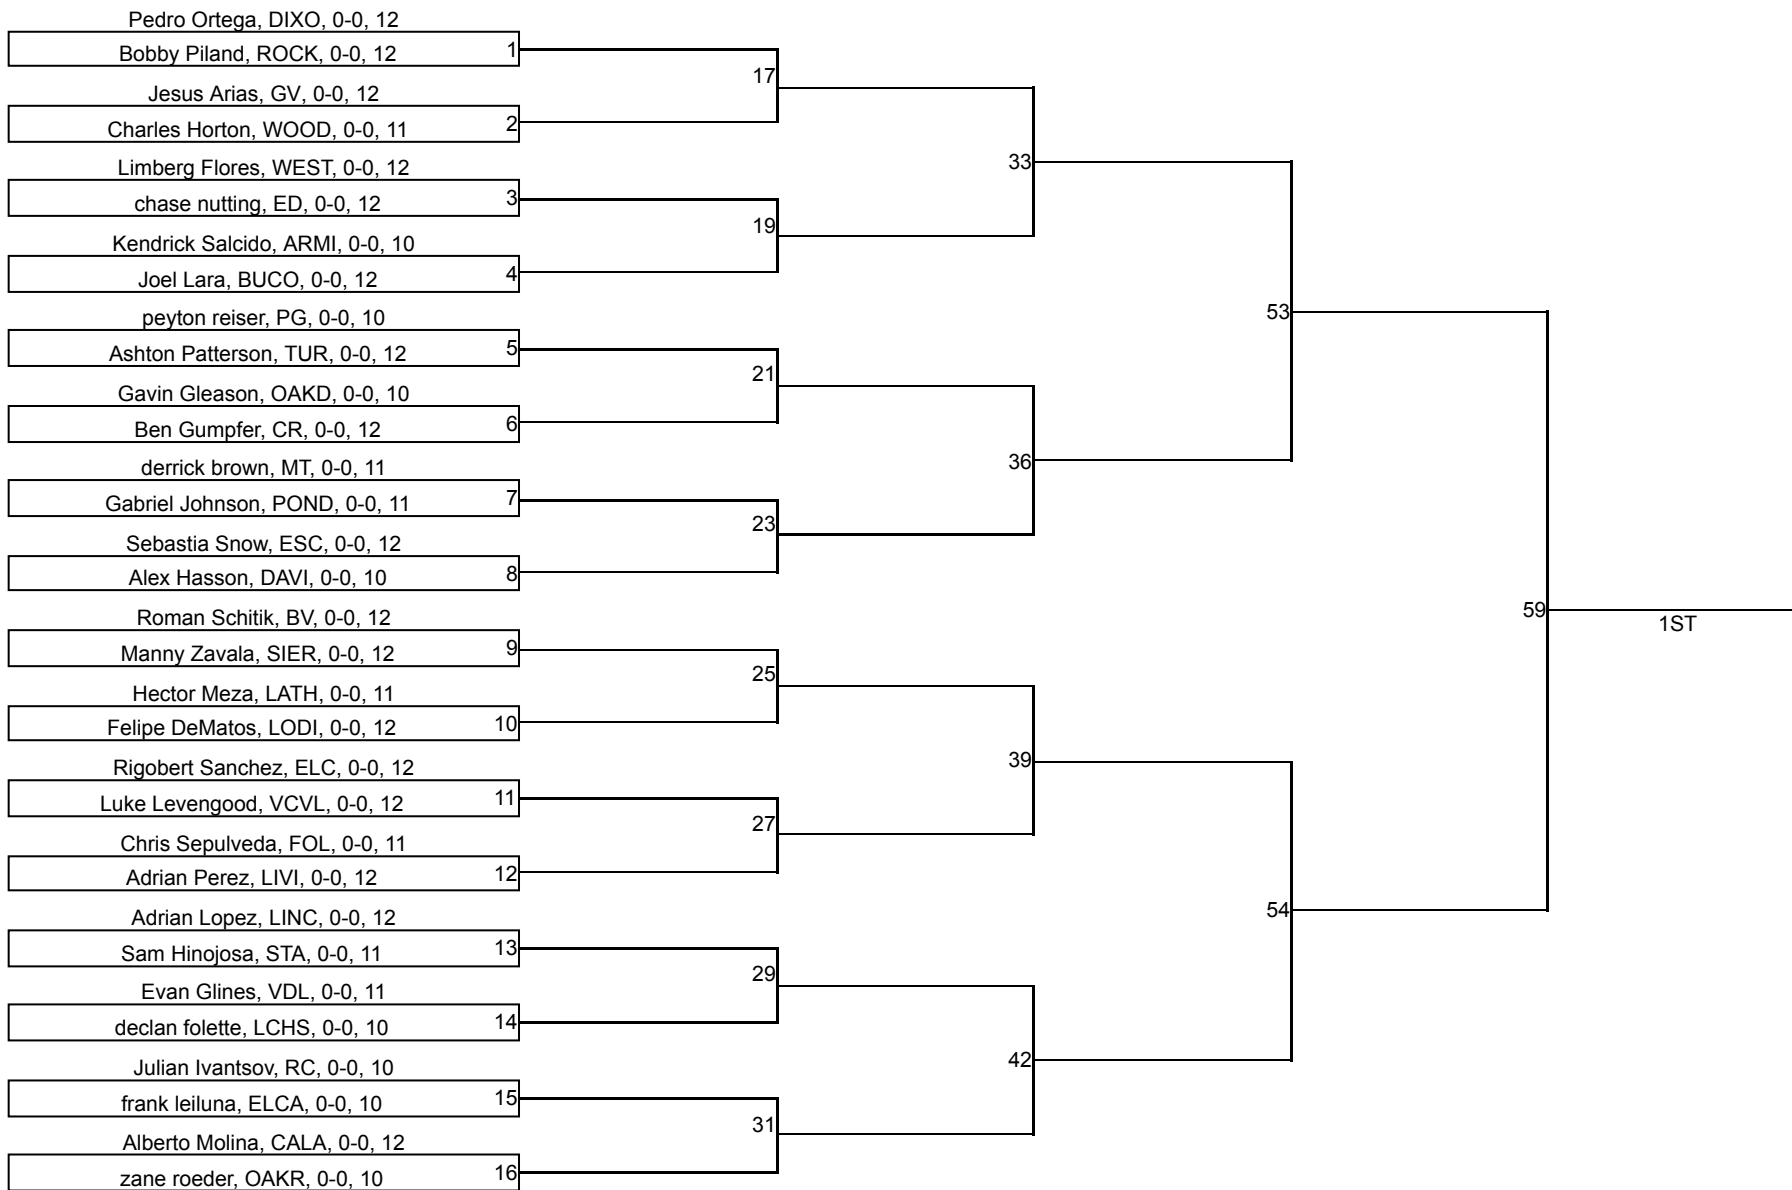 Pedro Ortega, DIXO, 0-0, 12
Bobby Piland, ROCK, 0-0, 12
1
17
Jesus Arias, GV, 0-0, 12
Charles Horton, WOOD, 0-0, 11
2
33
Limberg Flores, WEST, 0-0, 12
chase nutting, ED, 0-0, 12
3
19
Kendrick Salcido, ARMI, 0-0, 10
Joel Lara, BUCO, 0-0, 12
4
53
peyton reiser, PG, 0-0, 10
Ashton Patterson, TUR, 0-0, 12
5
21
Gavin Gleason, OAKD, 0-0, 10
Ben Gumpfer, CR, 0-0, 12
6
36
derrick brown, MT, 0-0, 11
Gabriel Johnson, POND, 0-0, 11
7
23
Sebastia Snow, ESC, 0-0, 12
Alex Hasson, DAVI, 0-0, 10
8
59
1ST
Roman Schitik, BV, 0-0, 12
Manny Zavala, SIER, 0-0, 12
9
25
Hector Meza, LATH, 0-0, 11
Felipe DeMatos, LODI, 0-0, 12
10
39
Rigobert Sanchez, ELC, 0-0, 12
Luke Levengood, VCVL, 0-0, 12
11
27
Chris Sepulveda, FOL, 0-0, 11
Adrian Perez, LIVI, 0-0, 12
12
54
Adrian Lopez, LINC, 0-0, 12
Sam Hinojosa, STA, 0-0, 11
13
29
Evan Glines, VDL, 0-0, 11
declan folette, LCHS, 0-0, 10
14
42
Julian Ivantsov, RC, 0-0, 10
frank leiluna, ELCA, 0-0, 10
15
31
Alberto Molina, CALA, 0-0, 12
zane roeder, OAKR, 0-0, 10
16